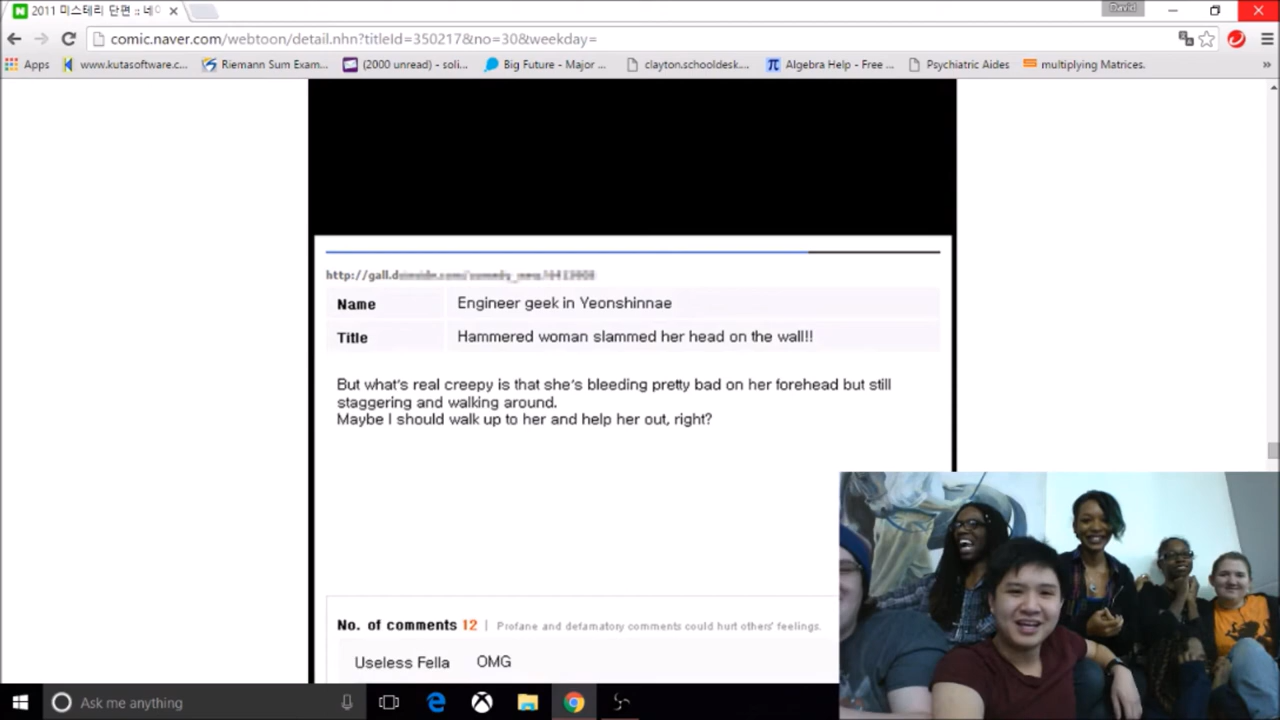 2011 미스테리 단편 :: 네이
David
comic.naver.com/webtoon/detail.nhn?titleId=350217&no=30&weekday=
Apps www.kutasoftware.c... Riemann Sum Exam... (2000 unread) - soli... Big Future - Major ... clayton.schooldesk.... Algebra Help - Free ... Psychiatric Aides multiplying Matrices. »
http://gall.d
Name Engineer geek in Yeonshinnae
Title Hammered woman slammed her head on the wall!!
But what's real creepy is that she's bleeding pretty bad on her forehead but still
staggering and walking around.
Maybe I should walk up to her and help her out, right?
No. of comments 12 | Profane and defamatory comments could hurt others' feelings.
Useless Fella OMG
Ask me anything